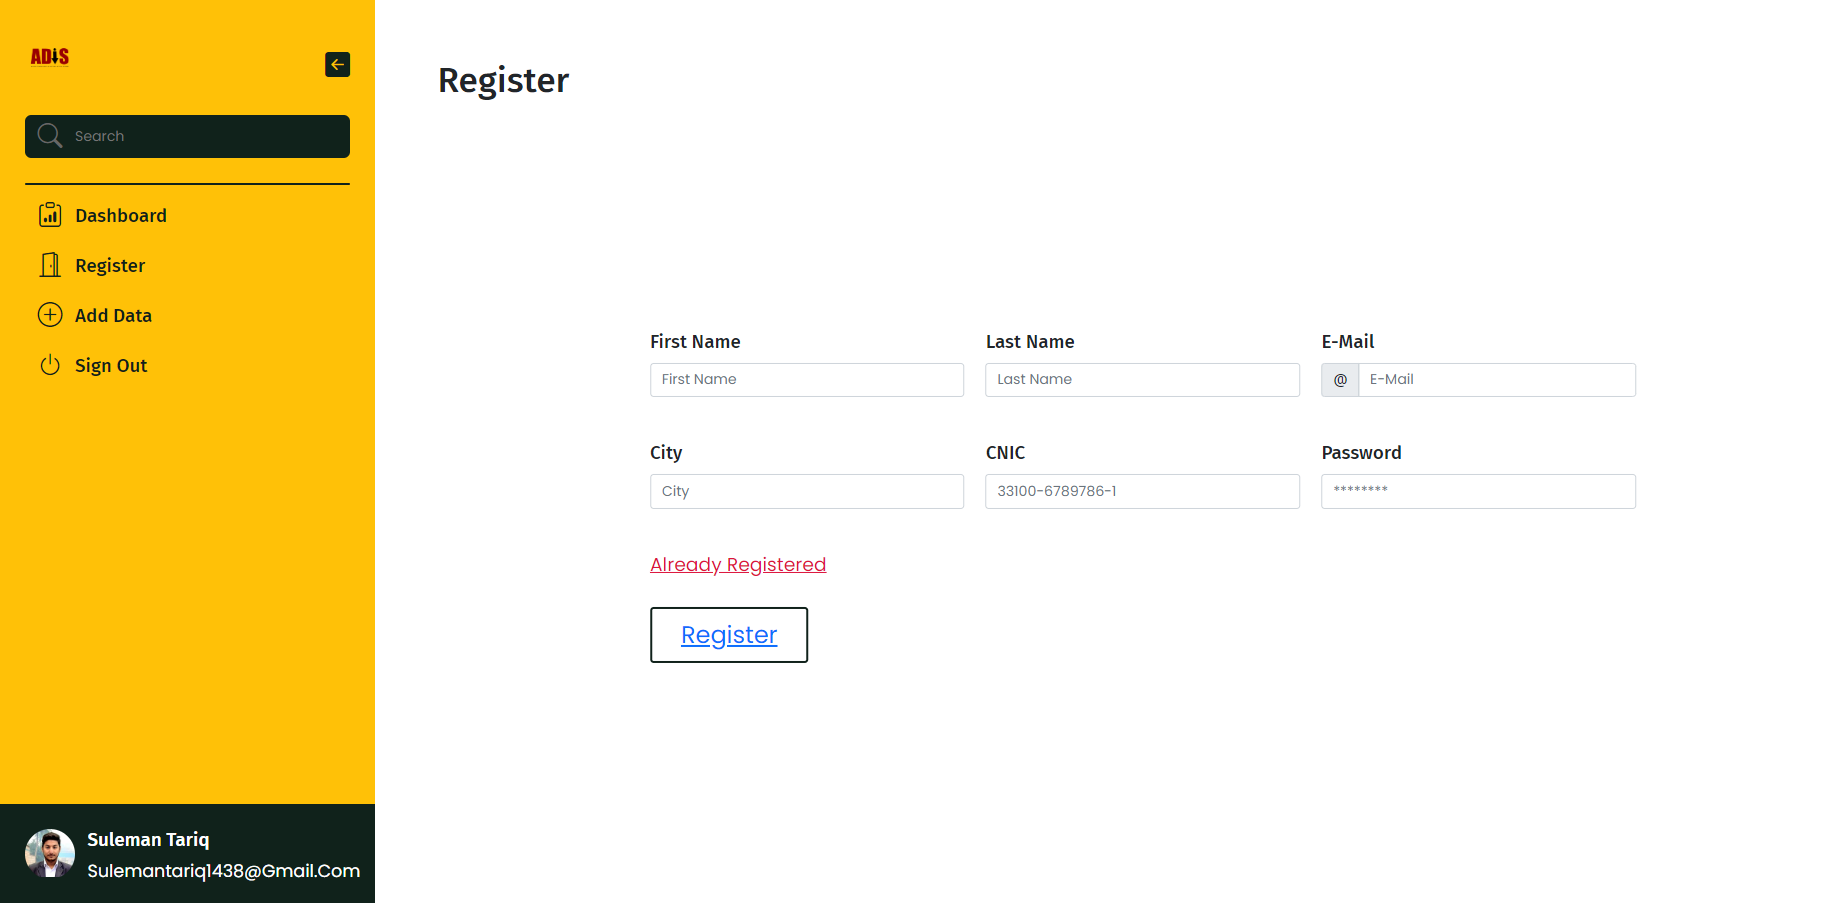 ADIS
Search
Dashboard
Register
Add Data
Sign Out
Suleman Tariq
Sulemantariq1438@Gmail.Com
Register
First Name
Last Name
E-Mail
First Name
Last Name
@ E-Mail
City
CNIC
Password
City
33100-6789786-1
********
Already Registered
Register